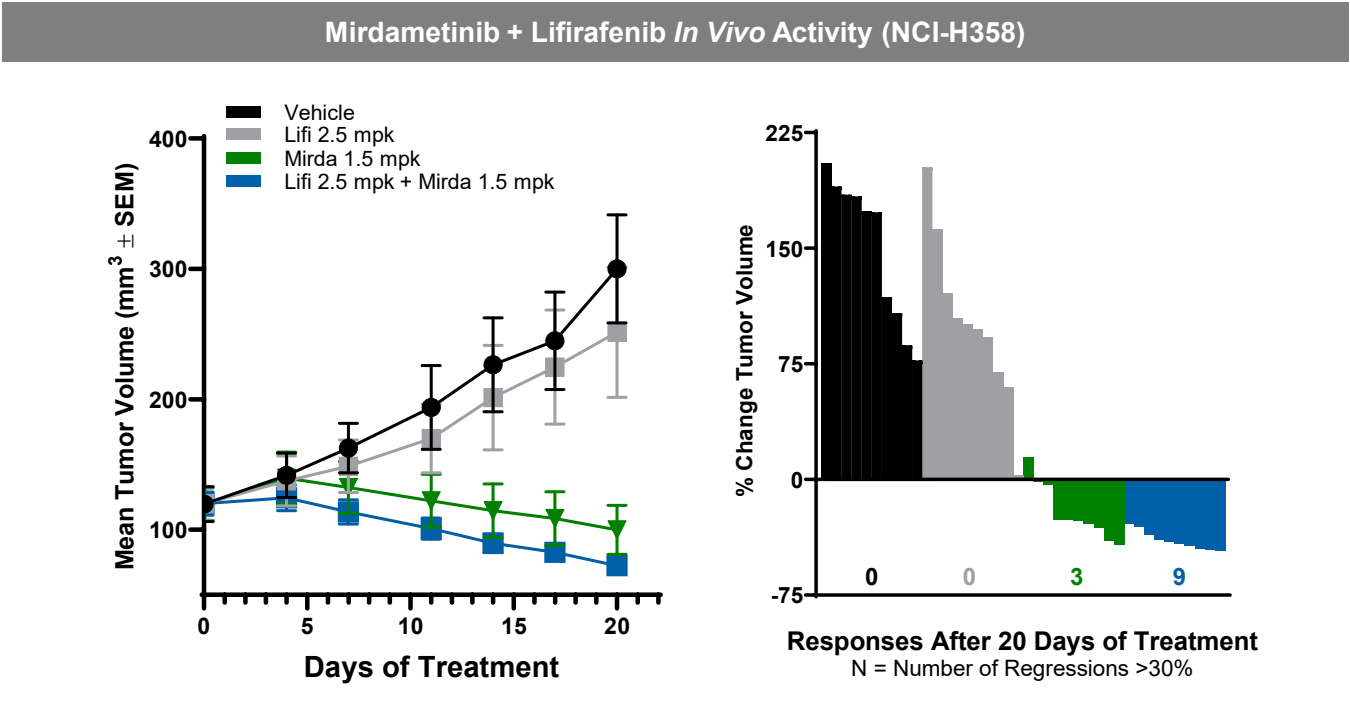 Mirdametinib + Lifirafenib In Vivo Activity (NCI-H358)
Vehicle
Lifi 2.5 mpk
Mirda 1.5 mpk
Lifi 2.5 mpk + Mirda 1.5 mpk
Mean Tumor Volume (mm³ ± SEM)
400
300
200
100
0 5 10 15 20
Days of Treatment
% Change Tumor Volume
225
150
75
0
-75
0 0 3 9
Responses After 20 Days of Treatment
N = Number of Regressions >30%